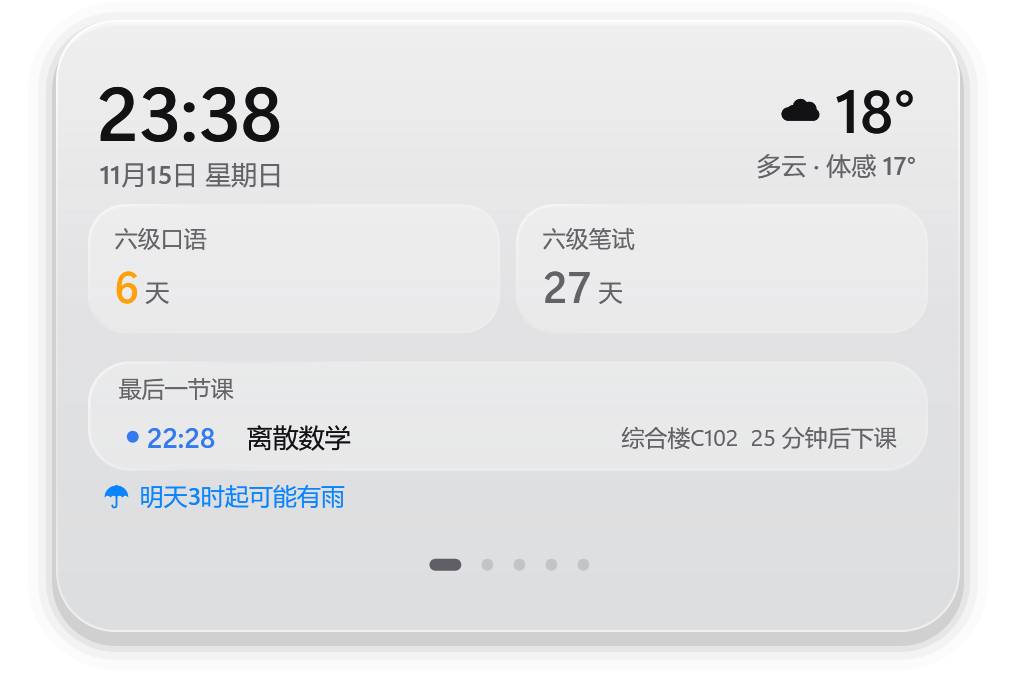 23:38
18°
11月15日 星期日
多云 · 体感 17°
六级口语
6 天
六级笔试
27 天
最后一节课
22:28 离散数学 综合楼C102 25 分钟后下课
明天3时起可能有雨